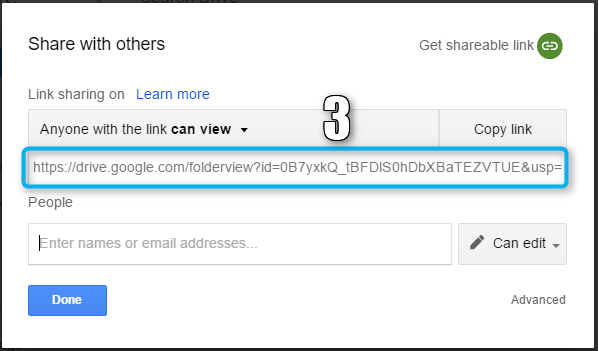 Share with others
Get shareable link
Link sharing on Learn more
3
Anyone with the link can view
Copy link
https://drive.google.com/folderview?id=0B7yxkQ_tBFDlS0hDbXBaTEZVTUE&usp=
People
Enter names or email addresses...
Can edit
Done
Advanced